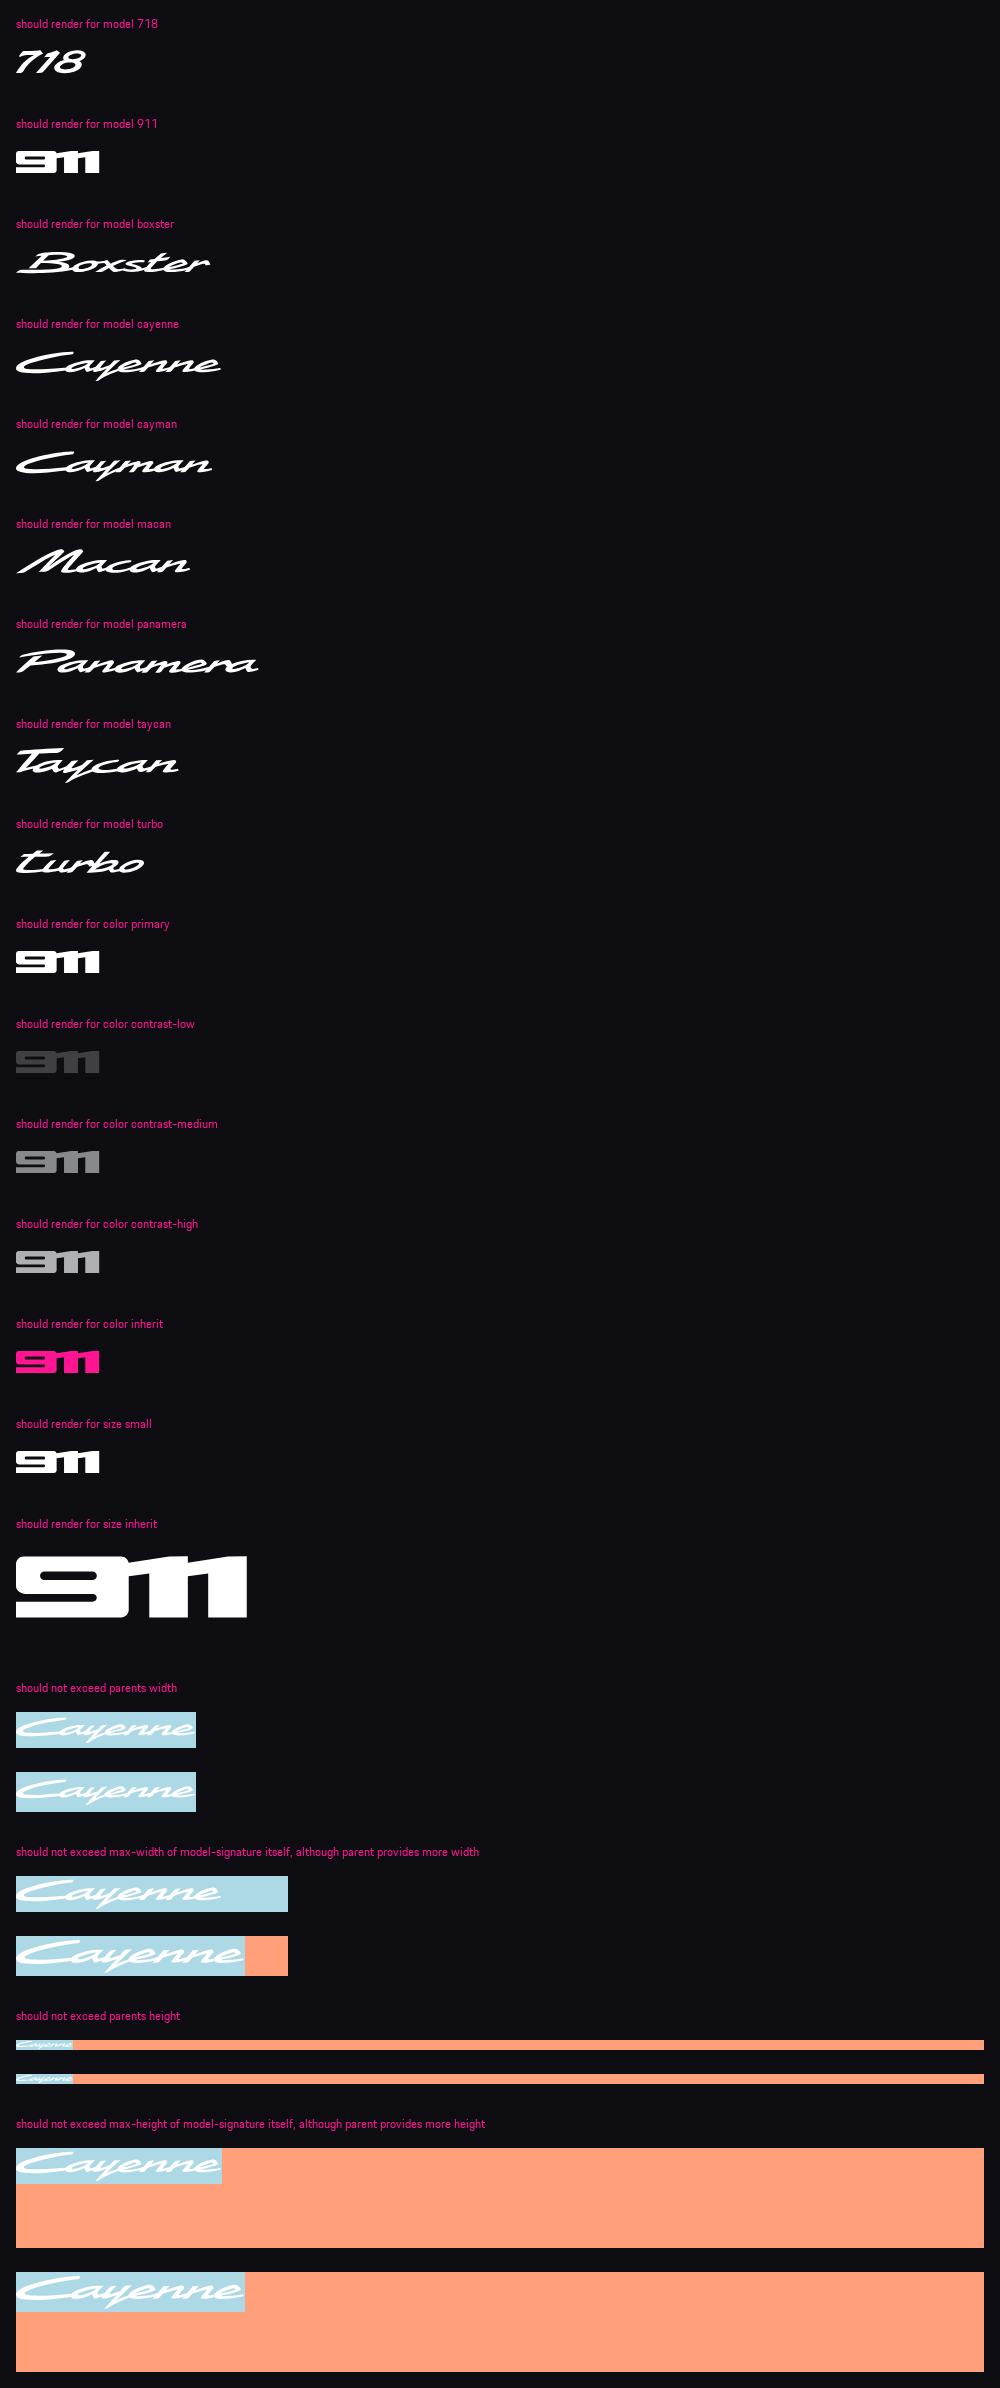 should render for model 718
718
should render for model 911
911
should render for model boxster
Boxster
should render for model cayenne
Cayenne
should render for model cayman
Cayman
should render for model macan
Macan
should render for model panamera
Panamera
should render for model taycan
Taycan
should render for model turbo
turbo
should render for color primary
911
should render for color contrast-low
911
should render for color contrast-medium
911
should render for color contrast-high
911
should render for color inherit
911
should render for size small
911
should render for size inherit
911
should not exceed parents width
Cayenne
Cayenne
should not exceed max-width of model-signature itself, although parent provides more width
Cayenne
Cayenne
should not exceed parents height
Cayenne
Cayenne
should not exceed max-height of model-signature itself, although parent provides more height
Cayenne
Cayenne